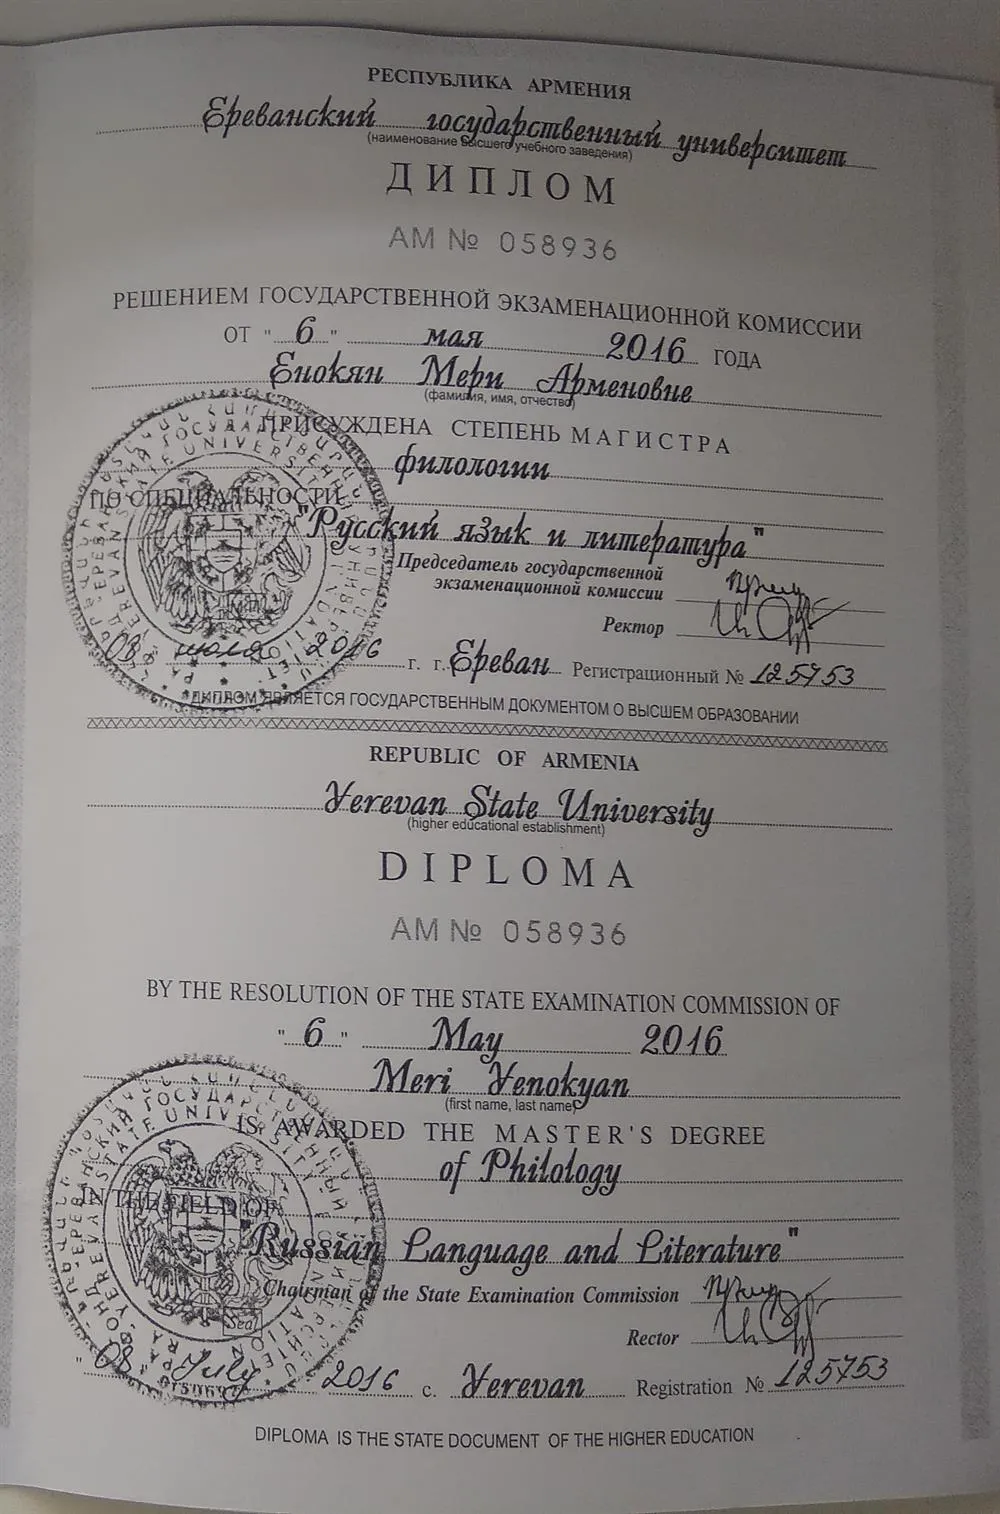 РЕСПУБЛИКА АРМЕНИЯ
Ереванский государственный университет
(наименование высшего учебного заведения)
ДИПЛОМ
АМ № 058936
РЕШЕНИЕМ ГОСУДАРСТВЕННОЙ ЭКЗАМЕНАЦИОННОЙ КОМИССИИ
ОТ "6" мая 2016 ГОДА
Енокян Мери Арменовне
(фамилия, имя, отчество)
ПРИСУЖДЕНА СТЕПЕНЬ МАГИСТРА
филологии
ПО СПЕЦИАЛЬНОСТИ
"Русский язык и литература"
Председатель государственной
экзаменационной комиссии
Ректор
08 июля 2016 г. г. Ереван Регистрационный № 125753
ДИПЛОМ ЯВЛЯЕТСЯ ГОСУДАРСТВЕННЫМ ДОКУМЕНТОМ О ВЫСШЕМ ОБРАЗОВАНИИ
REPUBLIC OF ARMENIA
Yerevan State University
(higher educational establishment)
DIPLOMA
АМ № 058936
BY THE RESOLUTION OF THE STATE EXAMINATION COMMISSION OF
"6" May 2016
Meri Yenokyan
(first name, last name)
IS AWARDED THE MASTER'S DEGREE
of Philology
IN THE FIELD OF
"Russian Language and Literature"
Chairman of the State Examination Commission
Seal
Rector
"08" July 2016 c. Yerevan Registration № 125753
DIPLOMA IS THE STATE DOCUMENT OF THE HIGHER EDUCATION